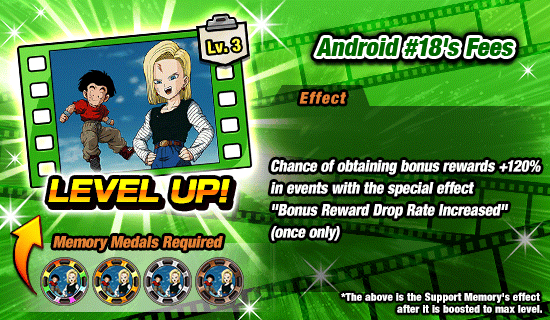 Lv. 3
Android #18's Fees
Effect
Chance of obtaining bonus rewards +120%
in events with the special effect
"Bonus Reward Drop Rate Increased"
(once only)
LEVEL UP!
Memory Medals Required
*The above is the Support Memory's effect
after it is boosted to max level.